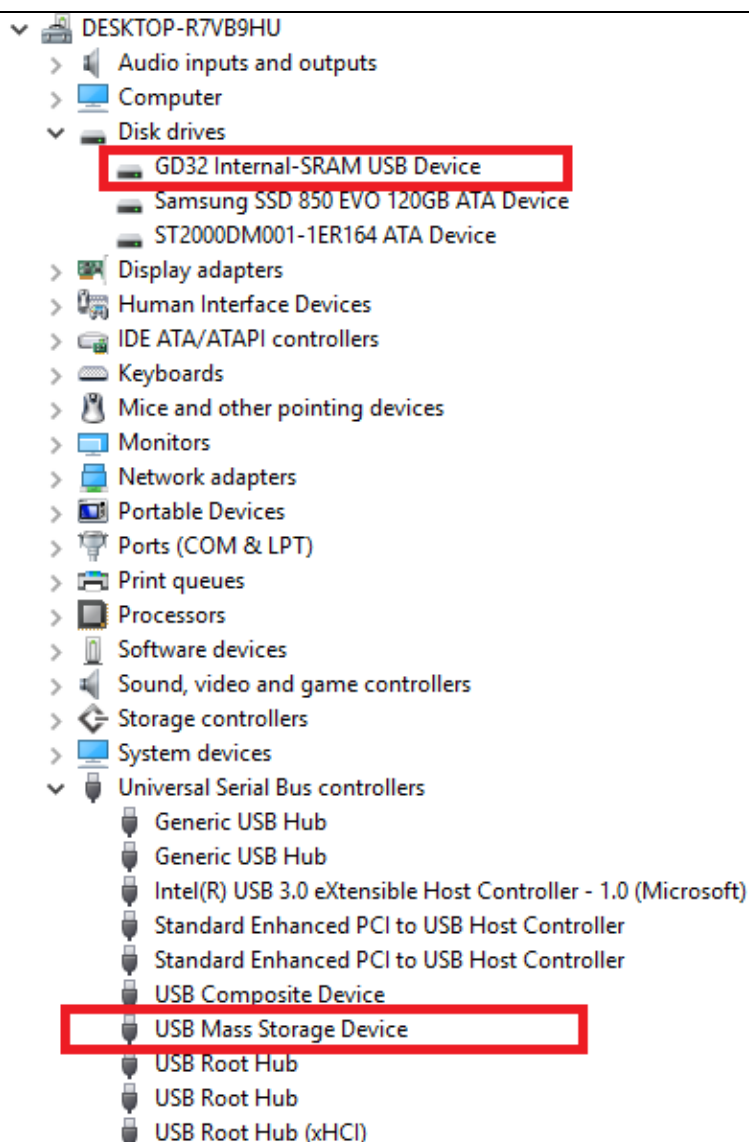 DESKTOP-R7VB9HU
Audio inputs and outputs
Computer
Disk drives
GD32 Internal-SRAM USB Device
Samsung SSD 850 EVO 120GB ATA Device
ST2000DM001-1ER164 ATA Device
Display adapters
Human Interface Devices
IDE ATA/ATAPI controllers
Keyboards
Mice and other pointing devices
Monitors
Network adapters
Portable Devices
Ports (COM & LPT)
Print queues
Processors
Software devices
Sound, video and game controllers
Storage controllers
System devices
Universal Serial Bus controllers
Generic USB Hub
Generic USB Hub
Intel(R) USB 3.0 eXtensible Host Controller - 1.0 (Microsoft)
Standard Enhanced PCI to USB Host Controller
Standard Enhanced PCI to USB Host Controller
USB Composite Device
USB Mass Storage Device
USB Root Hub
USB Root Hub
USB Root Hub (xHCI)